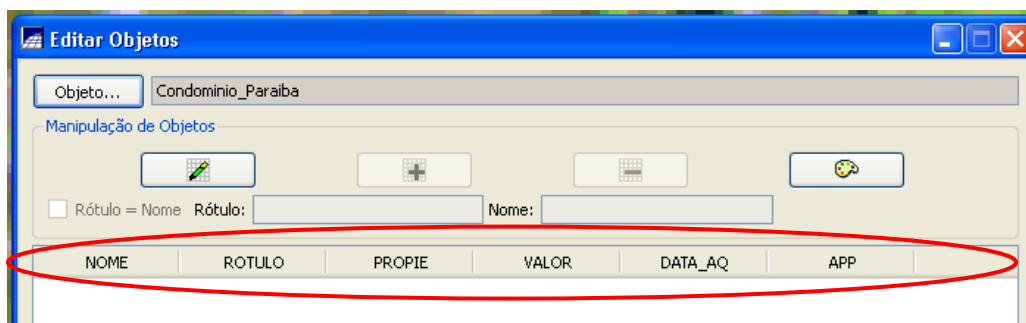 Editar Objetos
Objeto... Condominio_Paraiba
Manipulação de Objetos
Rótulo = Nome Rótulo: Nome:
NOME ROTULO PROPIE VALOR DATA_AQ APP